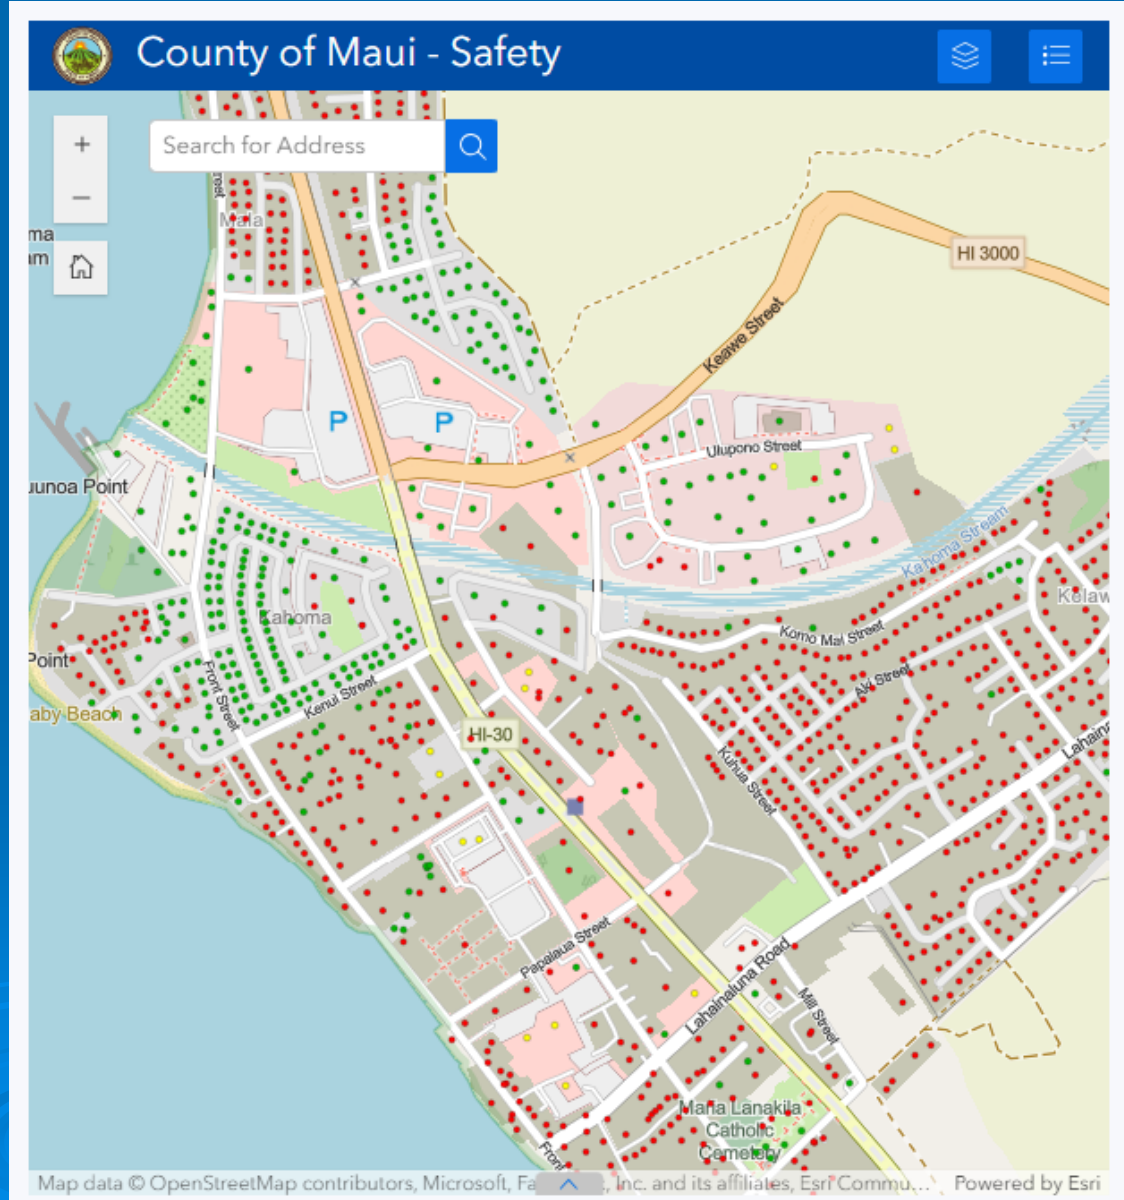 County of Maui - Safety
Search for Address
Mala
HI 3000
Keawe Street
P
P
Ulupono Street
Kahoma Stream
Kahoma
Komo Mai Street
Aki Street
Point
Front Street
Kenui Street
HI-30
Kuhua Street
Papalaua Street
Lahainaluna Road
Mill Street
Maria Lanakila
Catholic
Cemetery
Map data © OpenStreetMap contributors, Microsoft, Fa
, Inc. and its affiliates, Esri Commu...
Powered by Esri